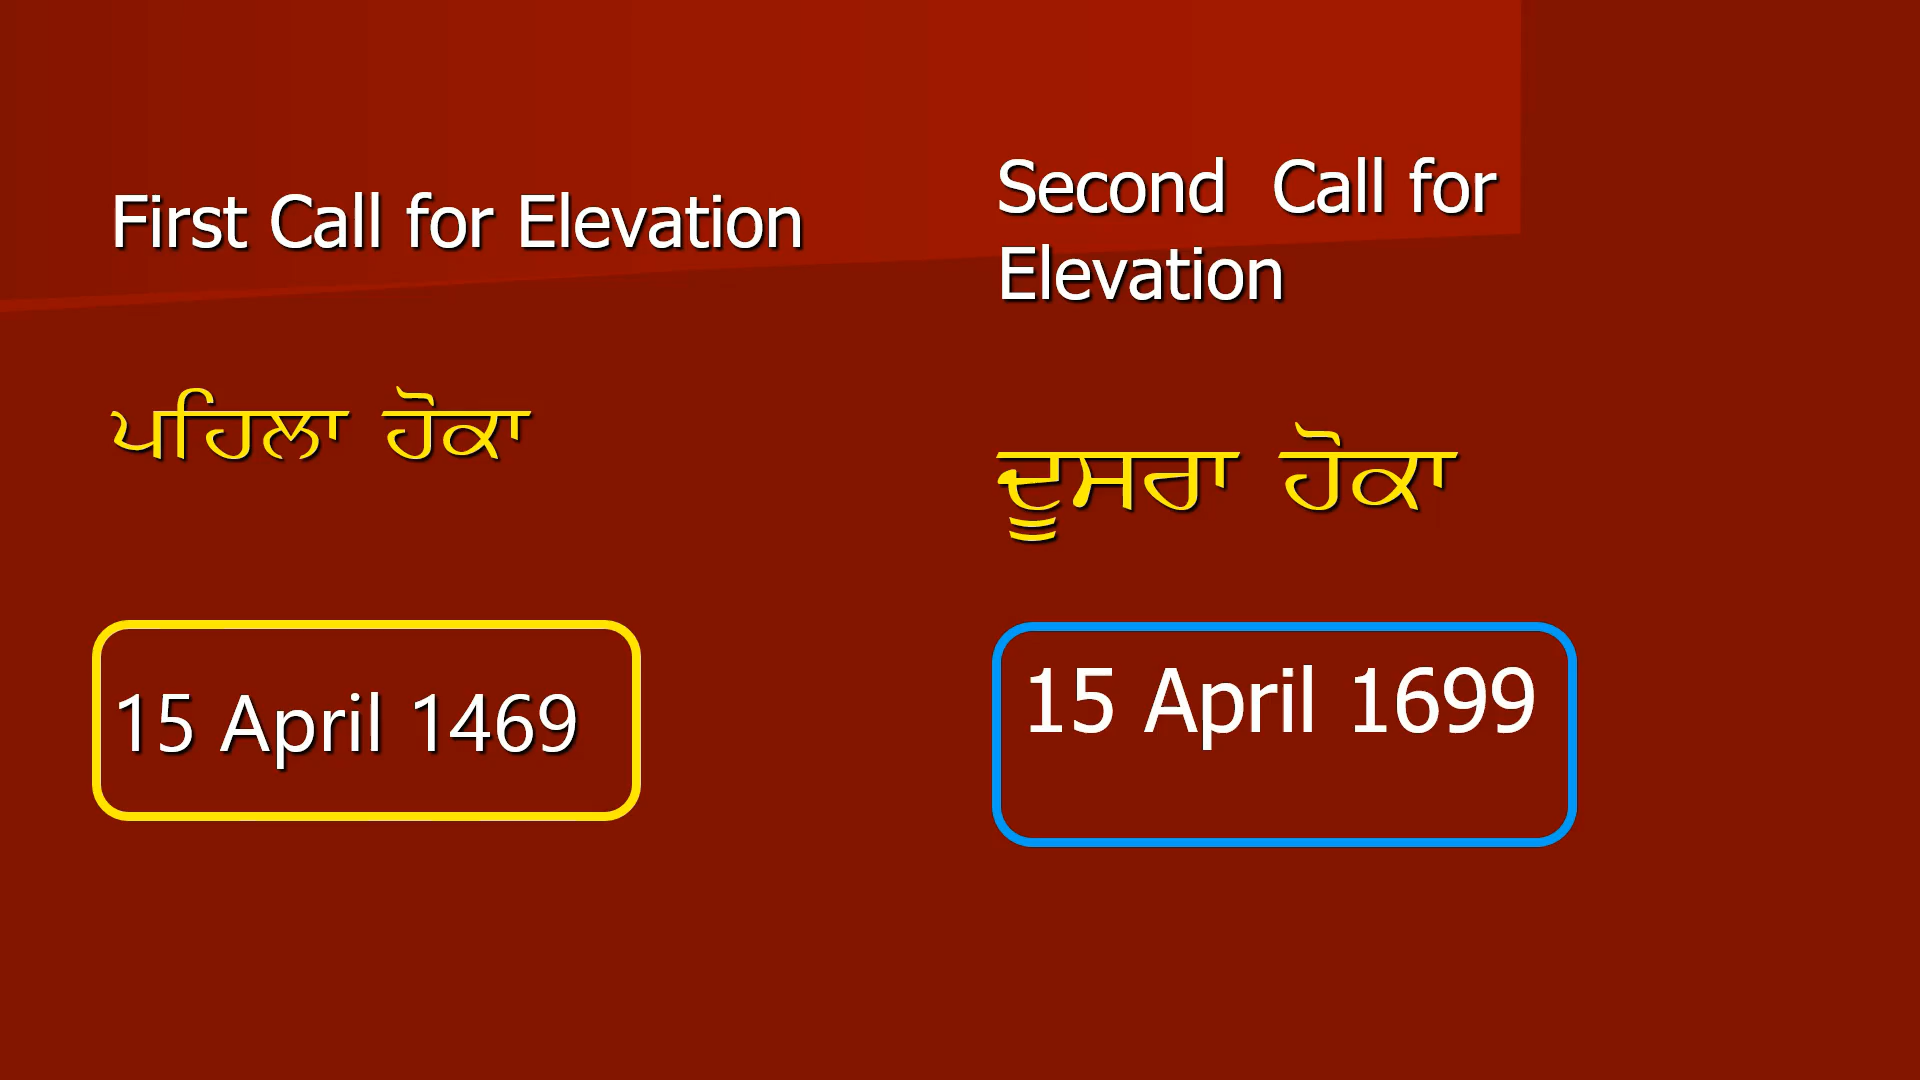 First Call for Elevation
ਪਹਿਲਾ ਹੋਕਾ
15 April 1469
Second Call for
Elevation
ਦੂਸਰਾ ਹੋਕਾ
15 April 1699